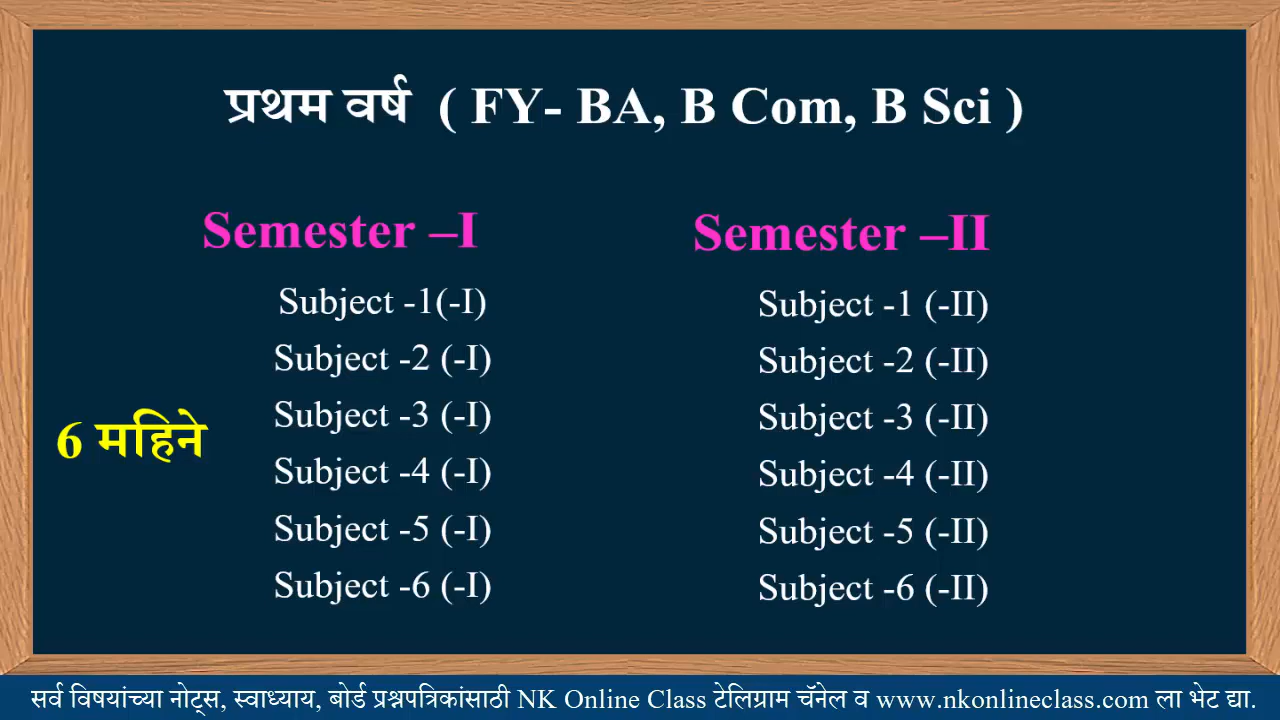 प्रथम वर्ष ( FY- BA, B Com, B Sci )
Semester –I
Subject -1(-I)
Subject -2 (-I)
Subject -3 (-I)
Subject -4 (-I)
Subject -5 (-I)
Subject -6 (-I)
6 महिने
Semester –II
Subject -1 (-II)
Subject -2 (-II)
Subject -3 (-II)
Subject -4 (-II)
Subject -5 (-II)
Subject -6 (-II)
सर्व विषयांच्या नोट्स, स्वाध्याय, बोर्ड प्रश्नपत्रिकांसाठी NK Online Class टेलिग्राम चॅनेल व www.nkonlineclass.com ला भेट द्या.